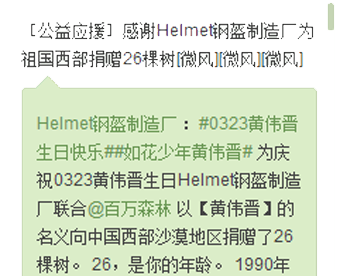 〖公益应援〗感谢Helmet钢盔制造厂为
祖国西部捐赠26棵树[微风][微风][微风]
Helmet钢盔制造厂：#0323黄伟晋
生日快乐##如花少年黄伟晋# 为庆
祝0323黄伟晋生日Helmet钢盔制造
厂联合@百万森林 以【黄伟晋】的
名义向中国西部沙漠地区捐赠了26
棵树。 26，是你的年龄。 1990年